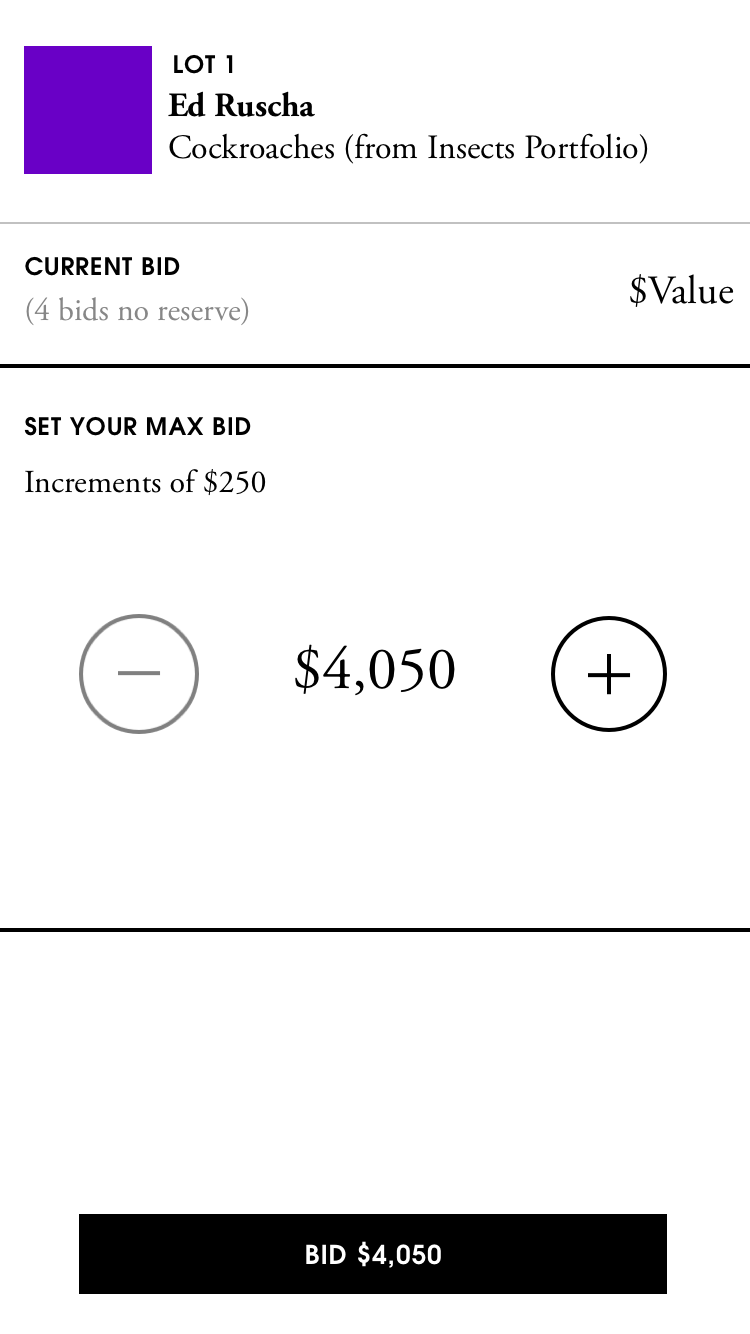 LOT 1
Ed Ruscha
Cockroaches (from Insects Portfolio)
CURRENT BID
(4 bids no reserve)
$Value
SET YOUR MAX BID
Increments of $250
$4,050
BID $4,050